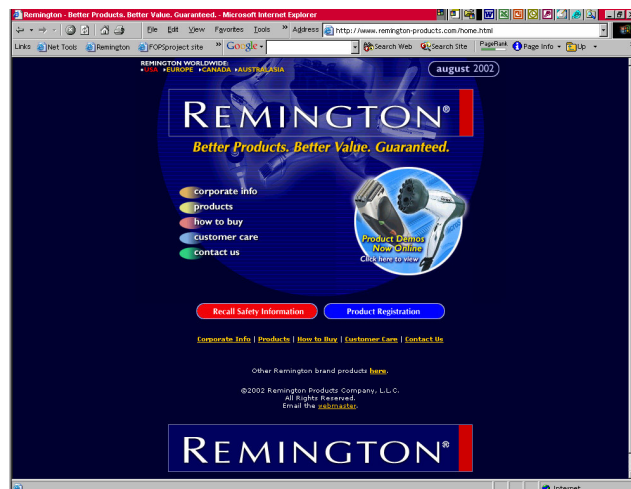 Remington - Better Products. Better Value. Guaranteed. - Microsoft Internet Explorer
File Edit View Favorites Tools » Address http://www.remington-products.com/home.html
Links Net Tools Remington FOPSproject site » Google Search Web Search Site PageRank Page Info Up
REMINGTON WORLDWIDE:
USA EUROPE CANADA AUSTRALASIA
august 2002
REMINGTON®
Better Products. Better Value. Guaranteed.
corporate info
products
how to buy
customer care
contact us
Product Demos
Now Online
Click here to view
Recall Safety Information Product Registration
Corporate Info | Products | How to Buy | Customer Care | Contact Us
Other Remington brand products here.
©2002 Remington Products Company, L.L.C.
All Rights Reserved.
Email the webmaster.
REMINGTON®
Internet